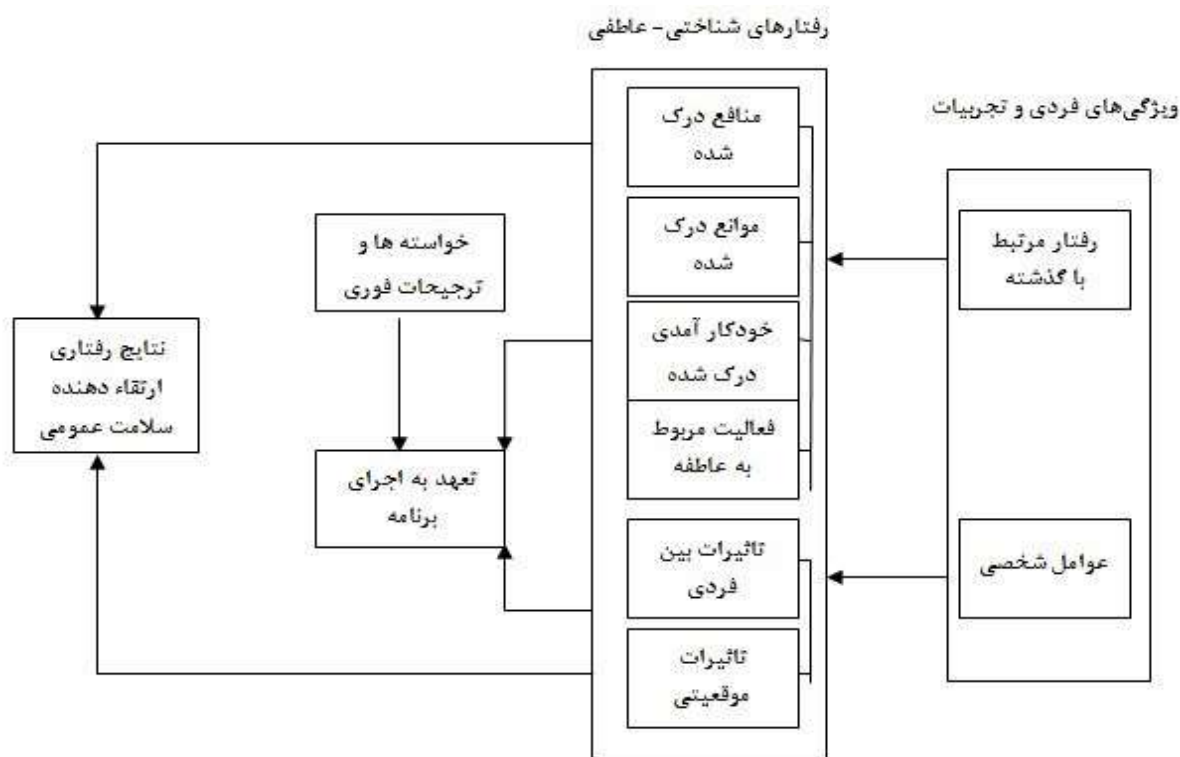 رفتارهای شناختی- عاطفی
ویژگی‌های فردی و تجربیات
رفتار مرتبط
با گذشته
عوامل شخصی
منافع درک
شده
موانع درک
شده
خودکار آمدی
درک شده
فعالیت مربوط
به عاطفه
تاثیرات بین
فردی
تاثیرات
موقعیتی
خواسته ها و
ترجیحات فوری
تعهد به اجرای
برنامه
نتایج رفتاری
ارتقاء دهنده
سلامت عمومی